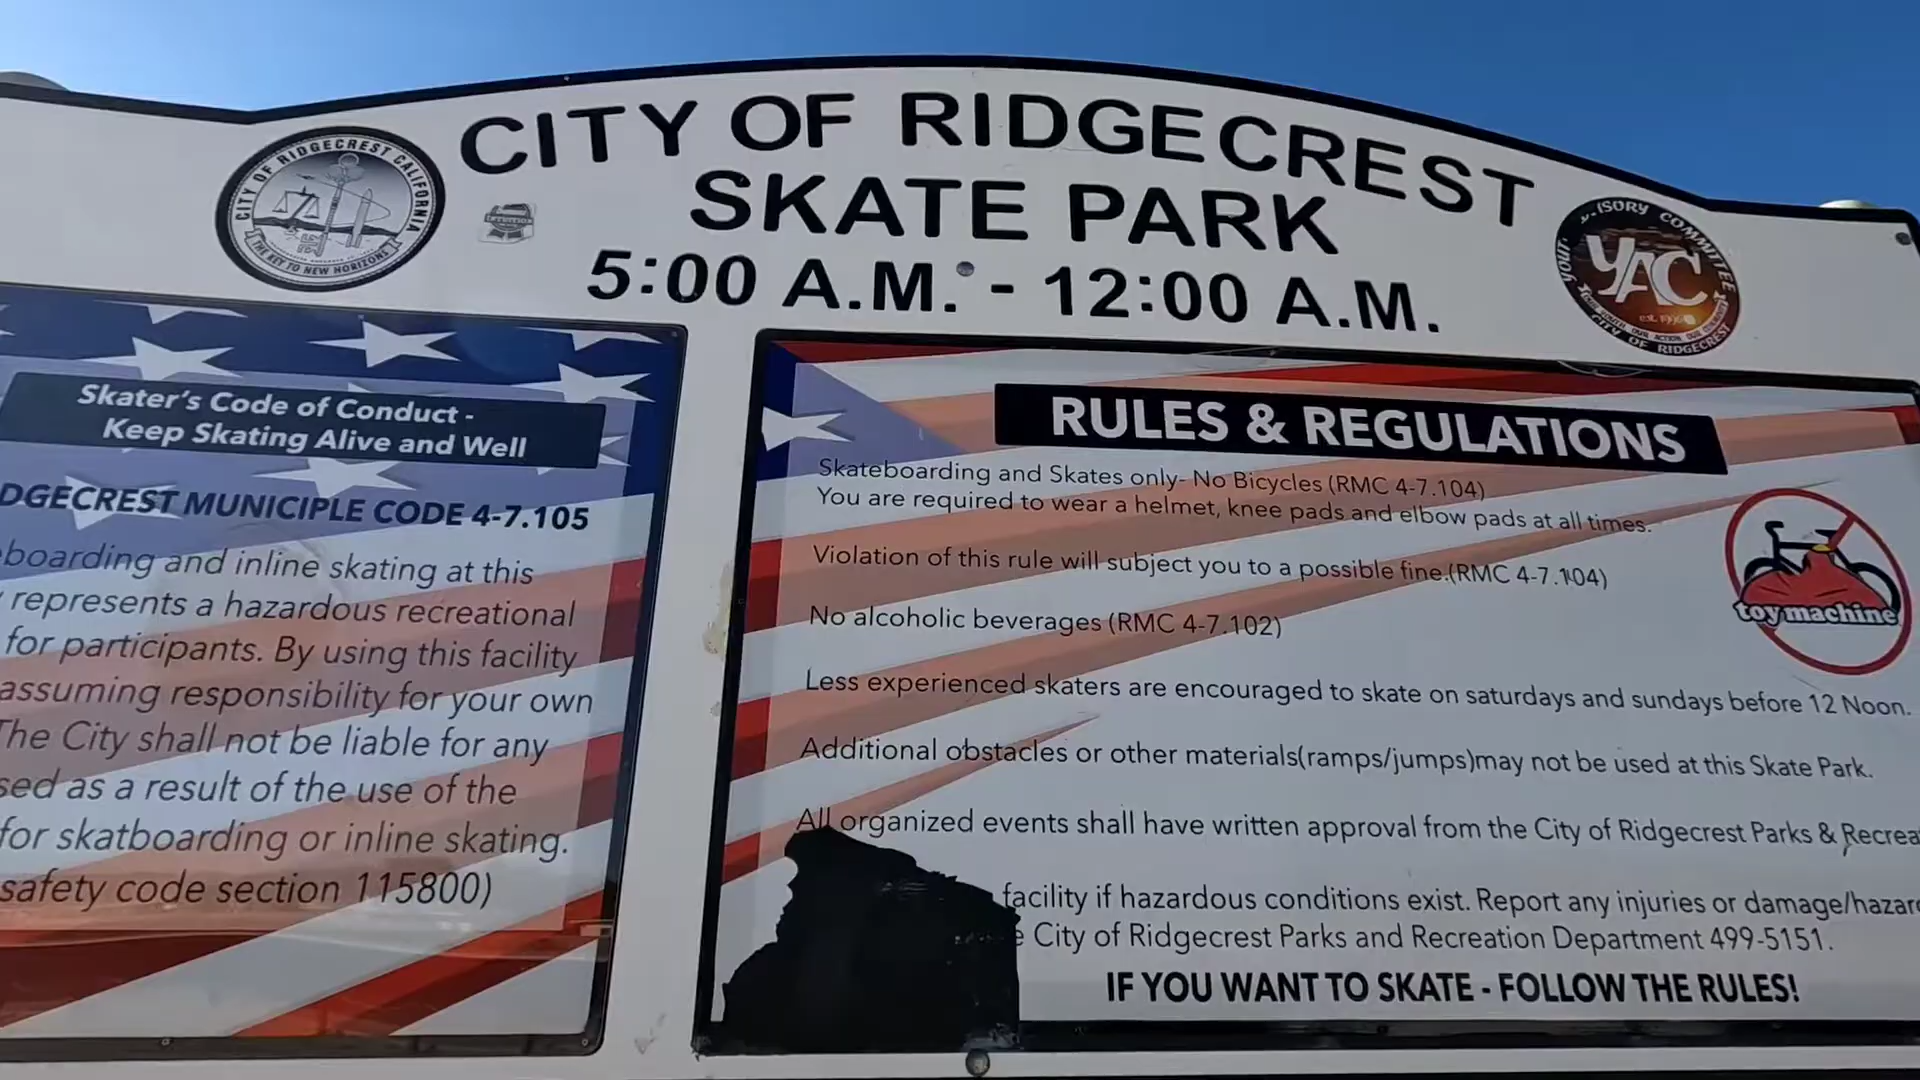 CITY OF RIDGECREST
SKATE PARK
5:00 A.M. - 12:00 A.M.
CITY OF RIDGECREST CALIFORNIA
THE KEY TO NEW HORIZONS
INTUITION
ISORY COMMITTEE
YAC
CITY OF RIDGECREST
Skater's Code of Conduct -
Keep Skating Alive and Well
DGECREST MUNICIPLE CODE 4-7.105
boarding and inline skating at this
represents a hazardous recreational
for participants. By using this facility
assuming responsibility for your own
The City shall not be liable for any
sed as a result of the use of the
for skatboarding or inline skating.
safety code section 115800)
RULES & REGULATIONS
Skateboarding and Skates only- No Bicycles (RMC 4-7.104)
You are required to wear a helmet, knee pads and elbow pads at all times.
Violation of this rule will subject you to a possible fine.(RMC 4-7.104)
No alcoholic beverages (RMC 4-7.102)
toy machine
Less experienced skaters are encouraged to skate on saturdays and sundays before 12 Noon.
Additional obstacles or other materials(ramps/jumps)may not be used at this Skate Park.
All organized events shall have written approval from the City of Ridgecrest Parks & Recrea
facility if hazardous conditions exist. Report any injuries or damage/hazar
e City of Ridgecrest Parks and Recreation Department 499-5151.
IF YOU WANT TO SKATE - FOLLOW THE RULES!